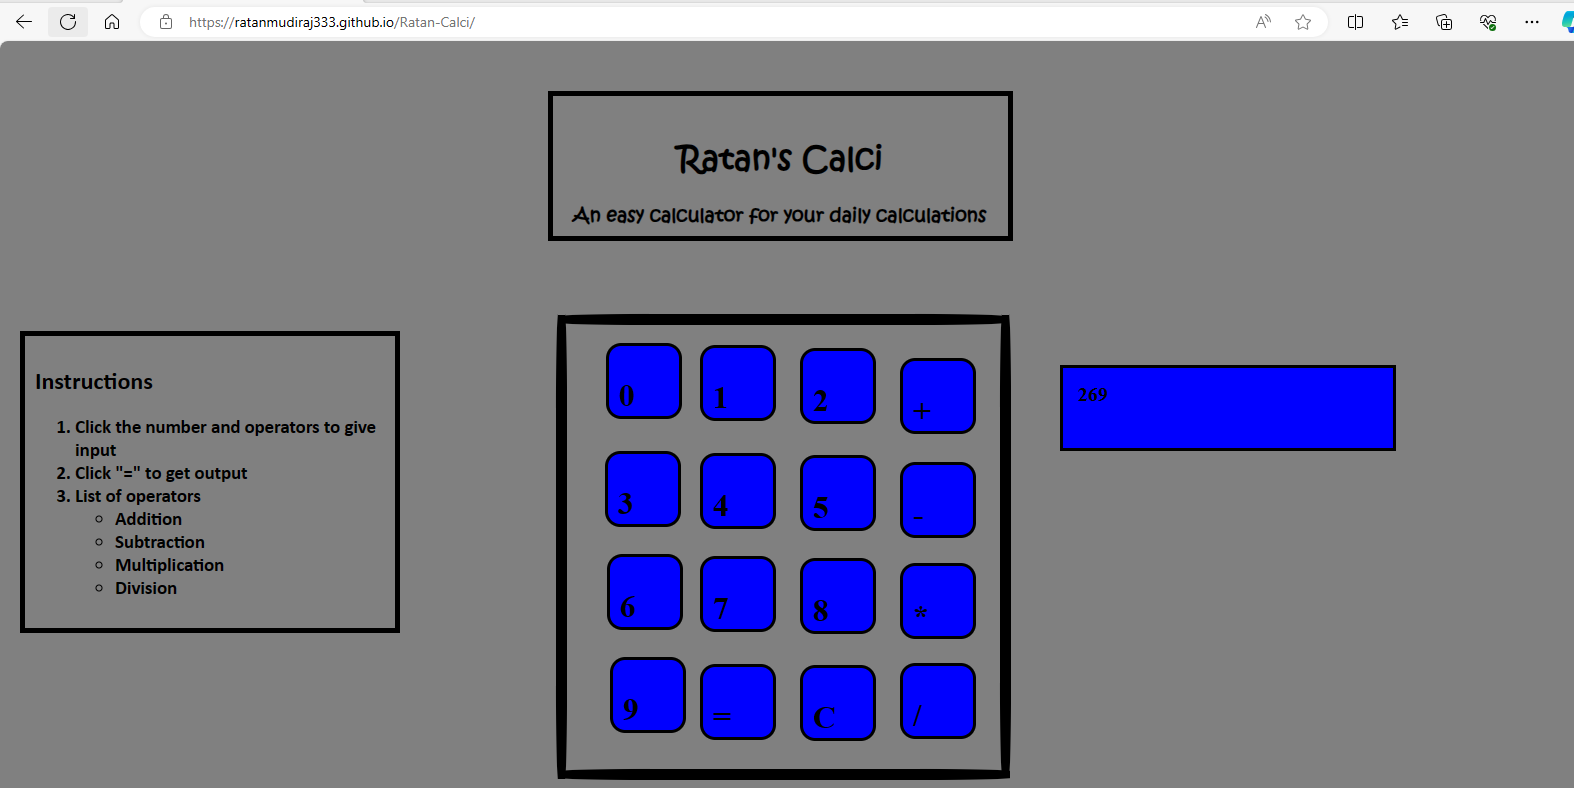 https://ratanmudiraj333.github.io/Ratan-Calci/
Ratan's Calci
An easy calculator for your daily calculations
Instructions
1. Click the number and operators to give
input
2. Click "=" to get output
3. List of operators
Addition
Subtraction
Multiplication
Division
0 1 2 +
3 4 5 -
6 7 8 *
9 = C /
269